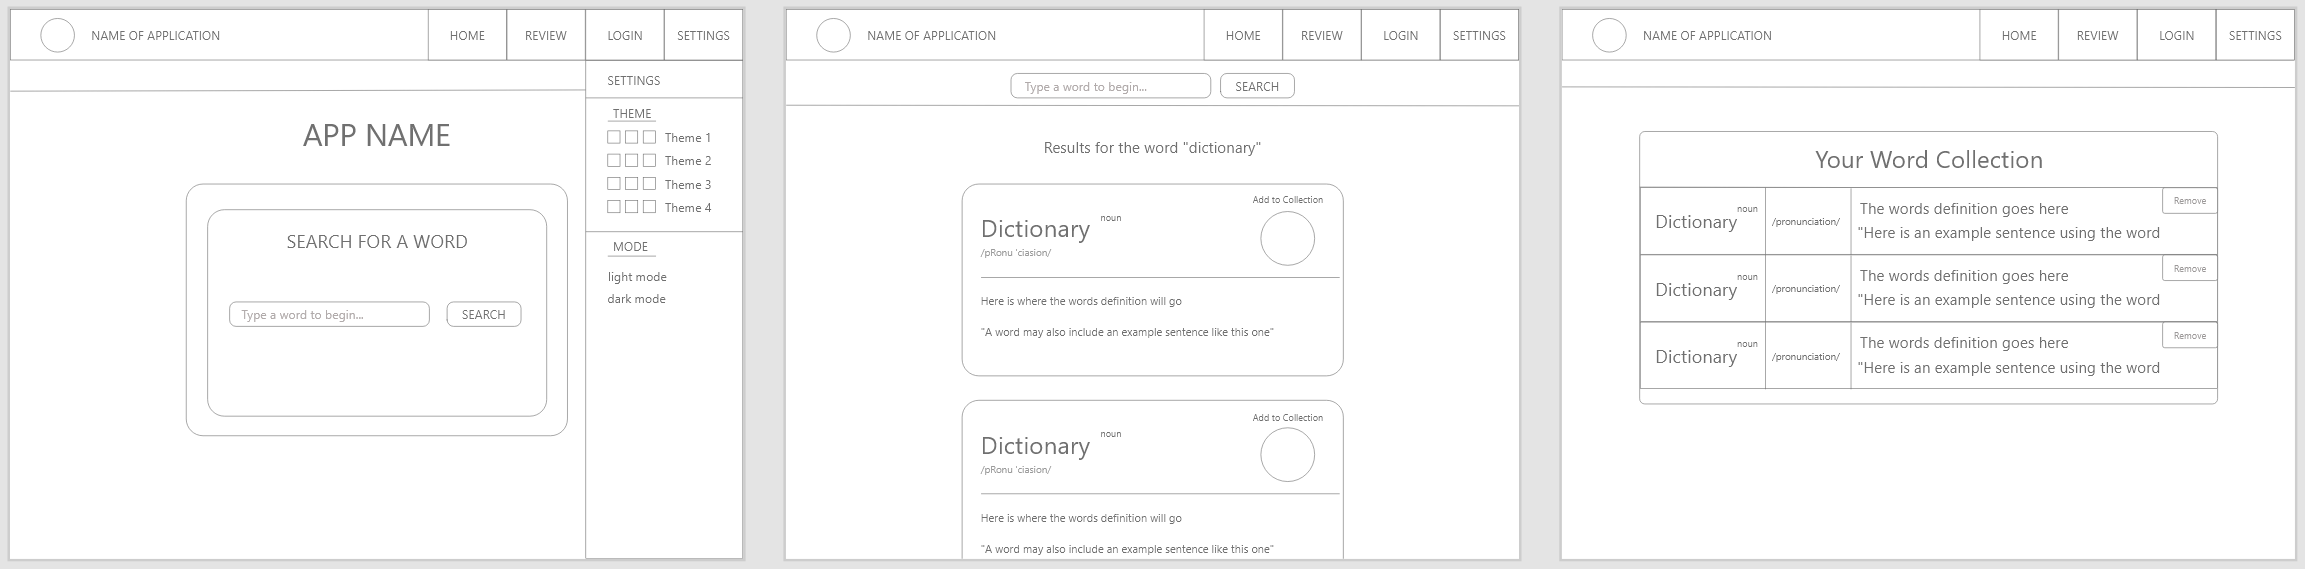 NAME OF APPLICATION HOME REVIEW LOGIN SETTINGS
SETTINGS
THEME
Theme 1
Theme 2
Theme 3
Theme 4
MODE
light mode
dark mode
APP NAME
SEARCH FOR A WORD
Type a word to begin... SEARCH
NAME OF APPLICATION HOME REVIEW LOGIN SETTINGS
Type a word to begin... SEARCH
Results for the word "dictionary"
Add to Collection
Dictionary noun
/pRonu 'ciasion/
Here is where the words definition will go
"A word may also include an example sentence like this one"
Add to Collection
Dictionary noun
/pRonu 'ciasion/
Here is where the words definition will go
"A word may also include an example sentence like this one"
NAME OF APPLICATION HOME REVIEW LOGIN SETTINGS
Your Word Collection
Dictionary noun /pronunciation/ The words definition goes here Remove
"Here is an example sentence using the word
Dictionary noun /pronunciation/ The words definition goes here Remove
"Here is an example sentence using the word
Dictionary noun /pronunciation/ The words definition goes here Remove
"Here is an example sentence using the word